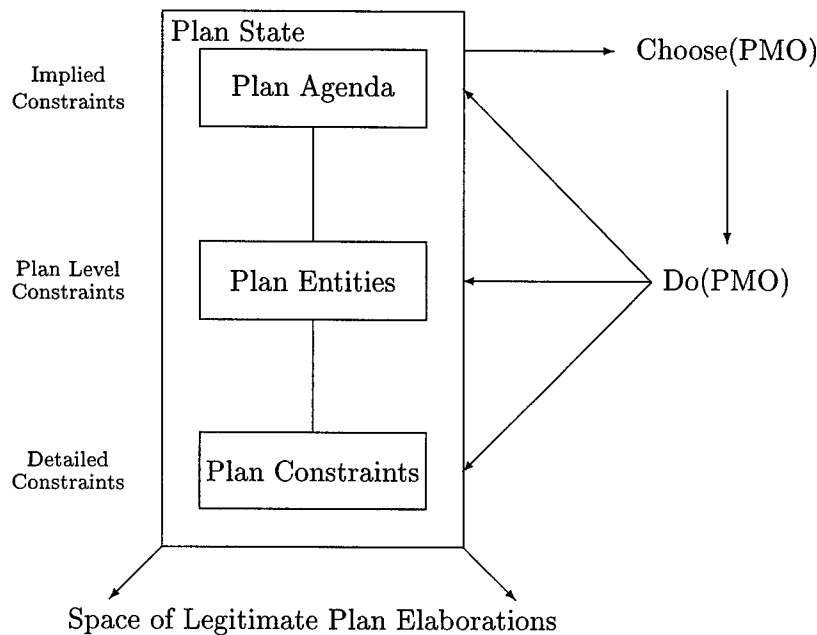 Plan State
Choose(PMO)
Implied
Constraints
Plan Agenda
Plan Level
Constraints
Plan Entities
Do(PMO)
Detailed
Constraints
Plan Constraints
Space of Legitimate Plan Elaborations